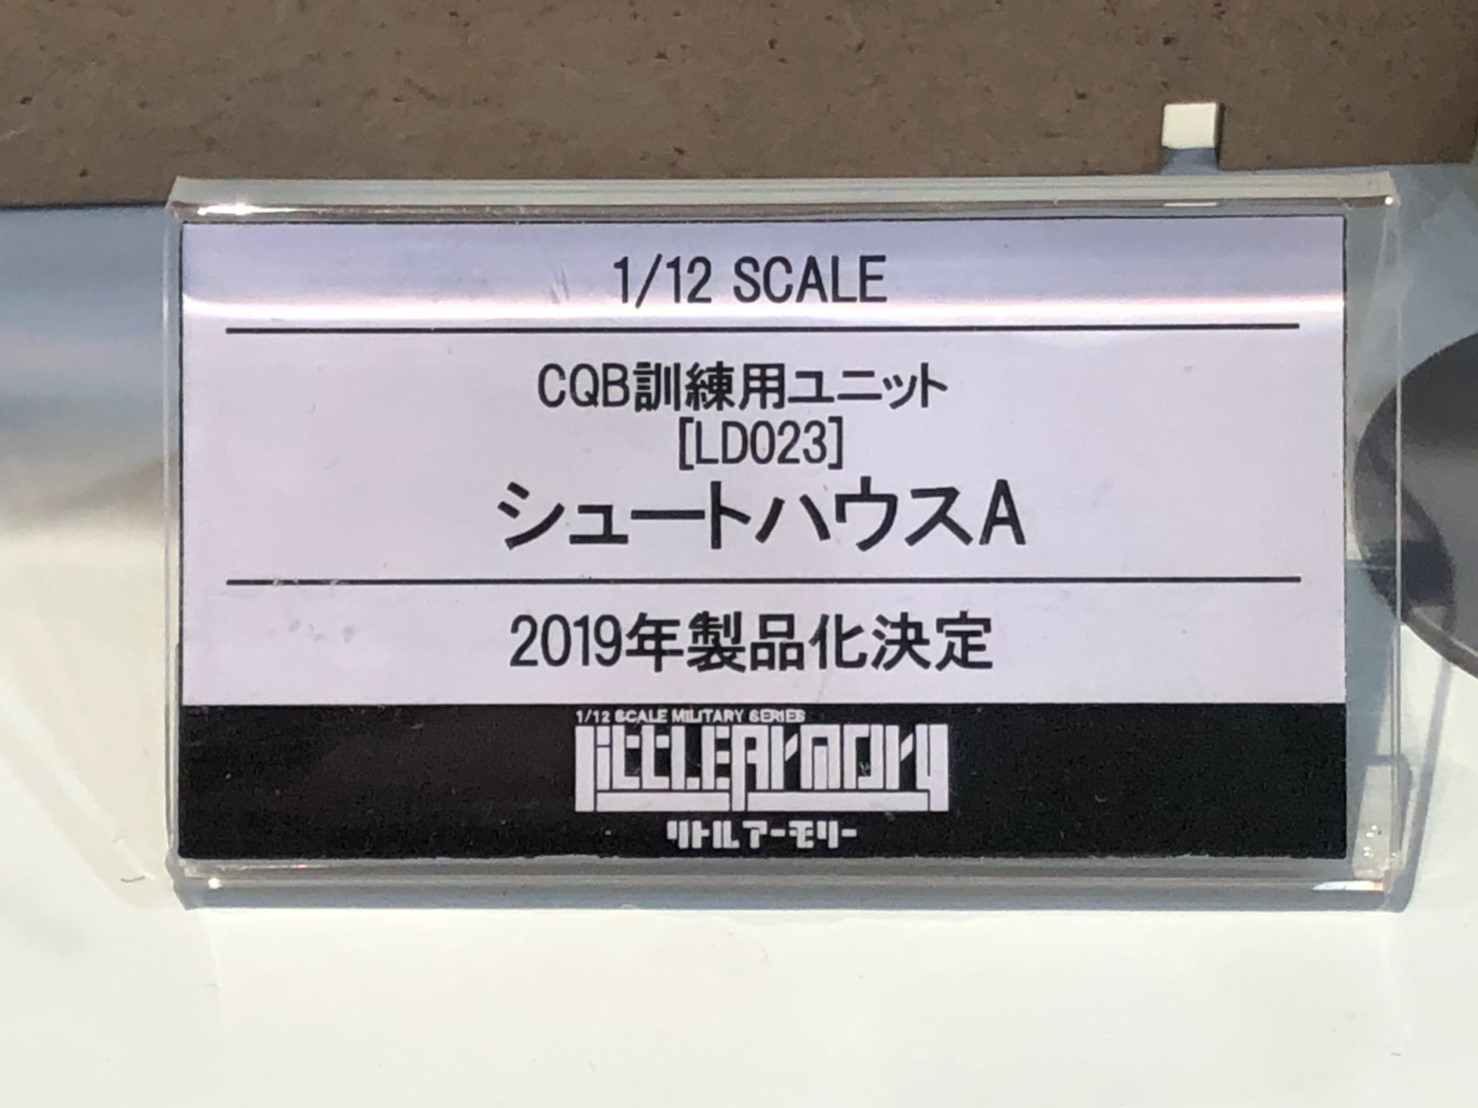 1/12 SCALE
CQB訓練用ユニット
[LD023]
シュートハウスA
2019年製品化決定
1/12 SCALE MILITARY SERIES
LittleArmory
リトルアーモリー